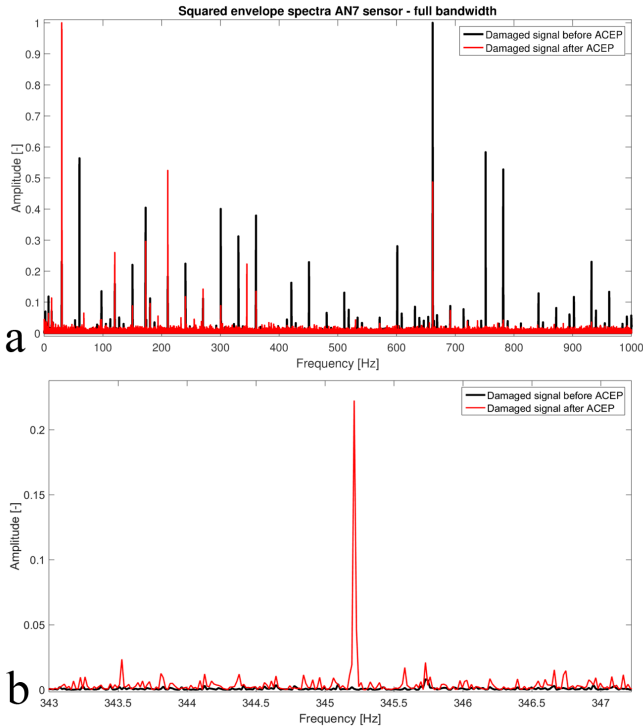 Squared envelope spectra AN7 sensor - full bandwidth
Damaged signal before ACEP
Damaged signal after ACEP
1
0.9
0.8
0.7
0.6
0.5
0.4
0.3
0.2
0.1
0
Amplitude [-]
0 100 200 300 400 500 600 700 800 900 1000
Frequency [Hz]
a
Damaged signal before ACEP
Damaged signal after ACEP
0.2
0.15
0.1
0.05
0
Amplitude [-]
343 343.5 344 344.5 345 345.5 346 346.5 347
Frequency [Hz]
b